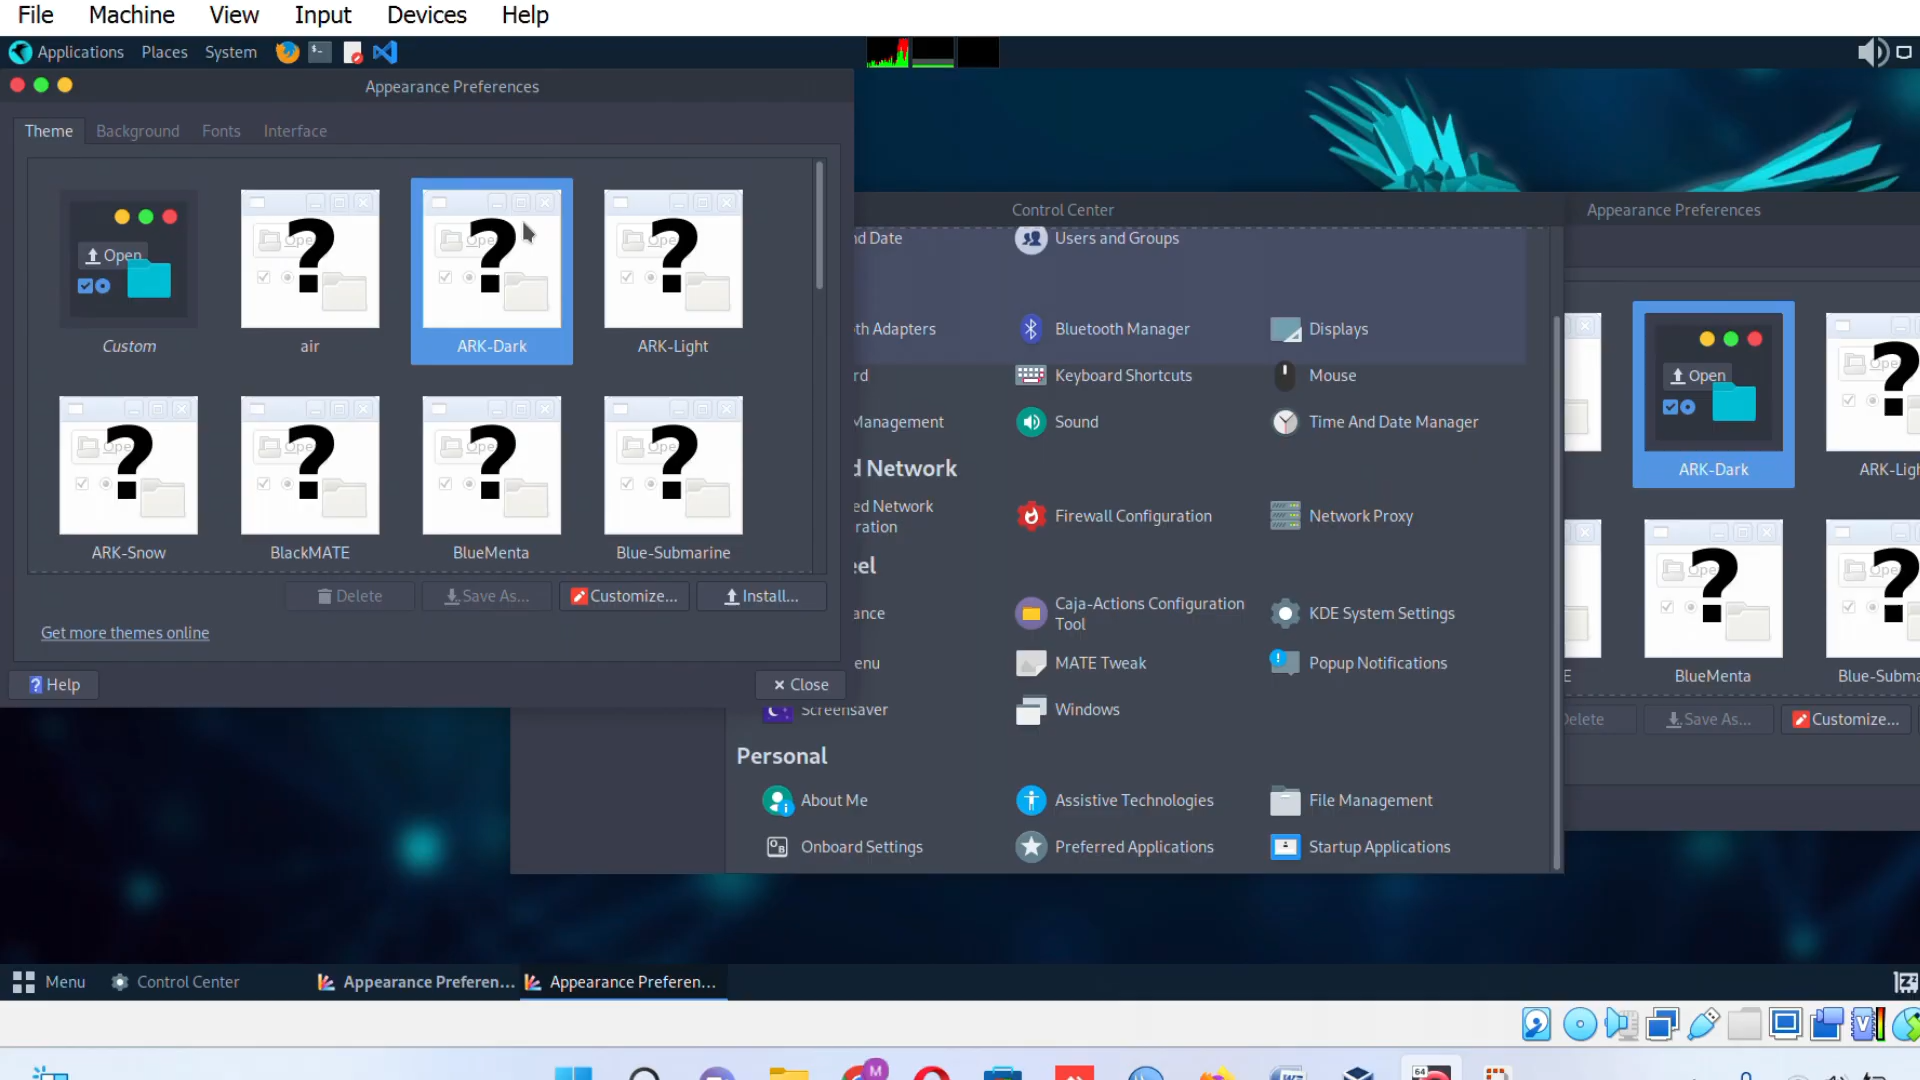 File Machine View Input Devices Help
Applications Places System
Appearance Preferences
Theme Background Fonts Interface
Open
Custom
air
ARK-Dark
ARK-Light
ARK-Snow
BlackMATE
BlueMenta
Blue-Submarine
Delete
Save As...
Customize...
Install...
Get more themes online
Help
Close
Control Center
nd Date
Users and Groups
th Adapters
Bluetooth Manager
Displays
rd
Keyboard Shortcuts
Mouse
Management
Sound
Time And Date Manager
d Network
ed Network
ration
Firewall Configuration
Network Proxy
eel
ance
Caja-Actions Configuration
Tool
KDE System Settings
enu
MATE Tweak
Popup Notifications
Screensaver
Windows
Personal
About Me
Assistive Technologies
File Management
Onboard Settings
Preferred Applications
Startup Applications
Appearance Preferences
Open
ARK-Dark
ARK-Ligh
E
BlueMenta
Blue-Subma
elete
Save As...
Customize...
Menu
Control Center
Appearance Preferen...
Appearance Preferen...
M
64